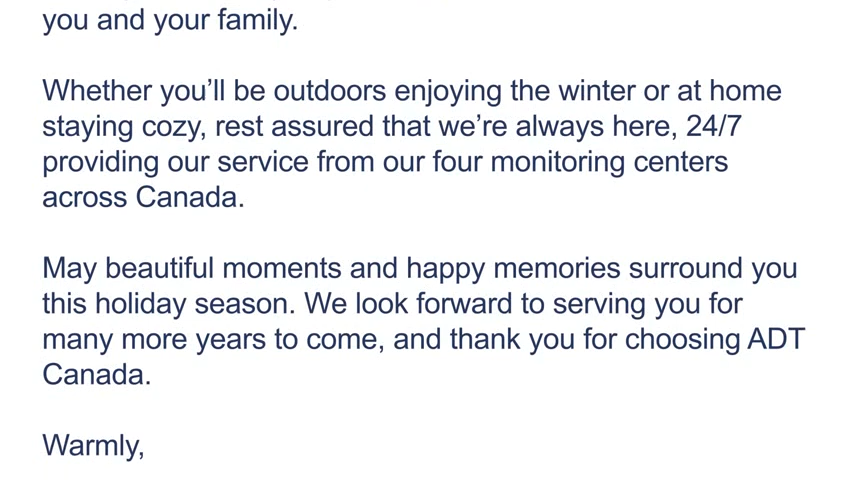 you and your family.
Whether you’ll be outdoors enjoying the winter or at home
staying cozy, rest assured that we’re always here, 24/7
providing our service from our four monitoring centers
across Canada.
May beautiful moments and happy memories surround you
this holiday season. We look forward to serving you for
many more years to come, and thank you for choosing ADT
Canada.
Warmly,